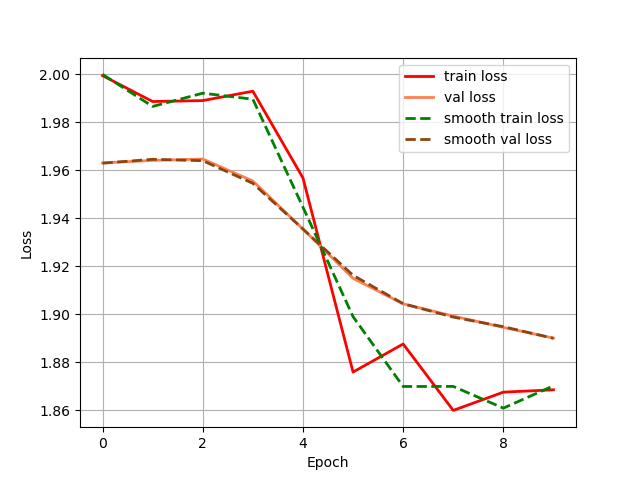 train loss
val loss
smooth train loss
smooth val loss
2.00
1.98
1.96
1.94
1.92
1.90
1.88
1.86
Loss
0 2 4 6 8
Epoch